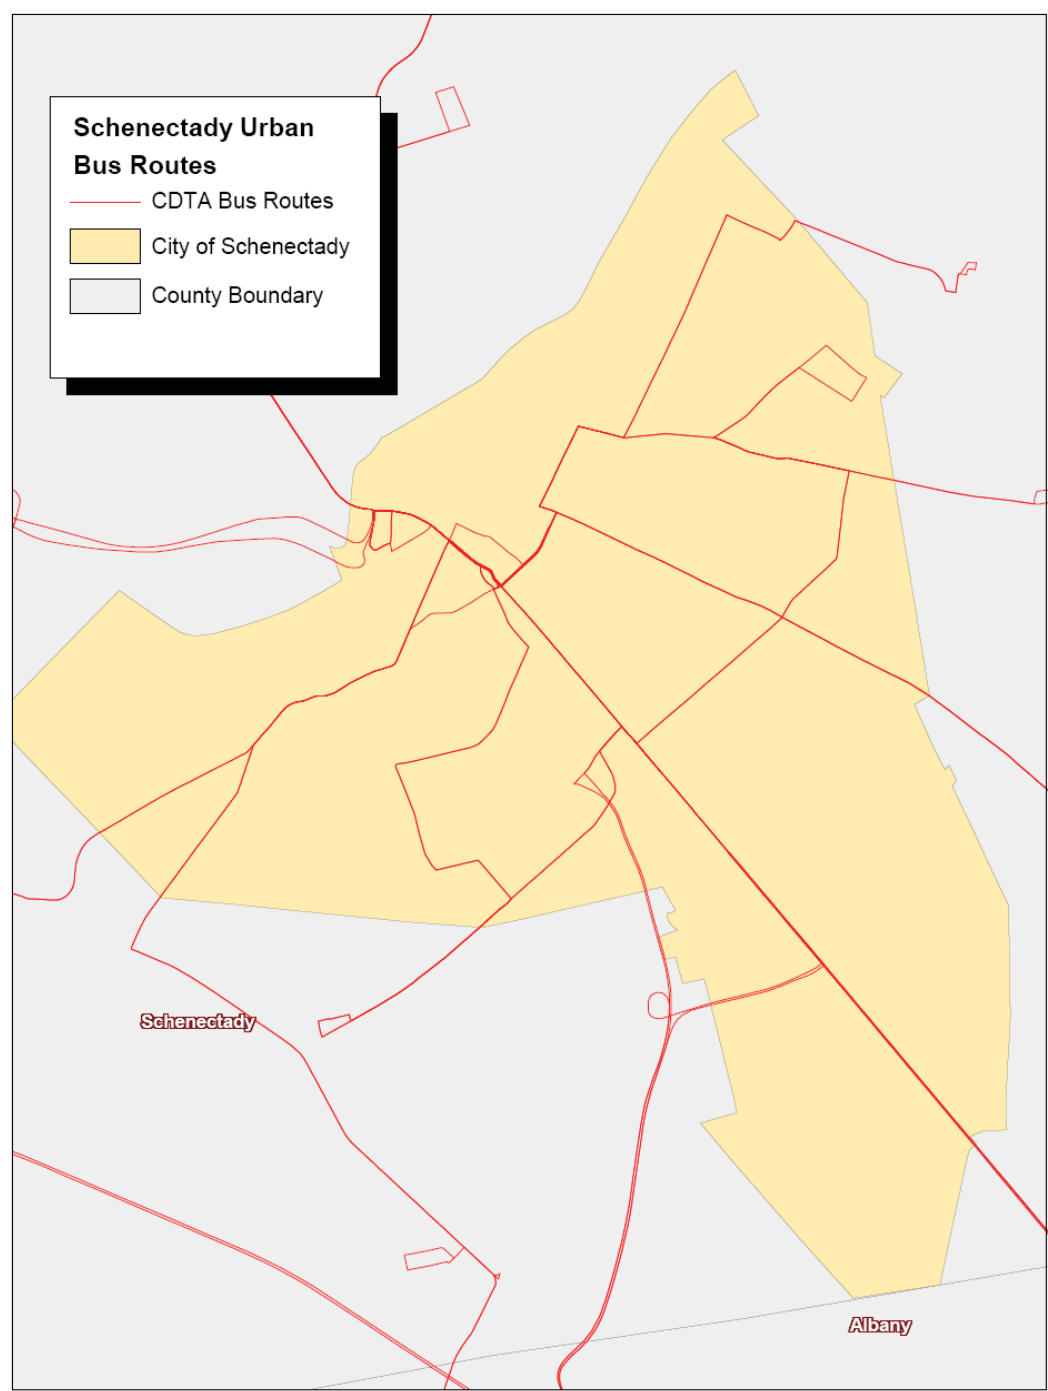 Schenectady Urban
Bus Routes
CDTA Bus Routes
City of Schenectady
County Boundary
Schenectady
Albany